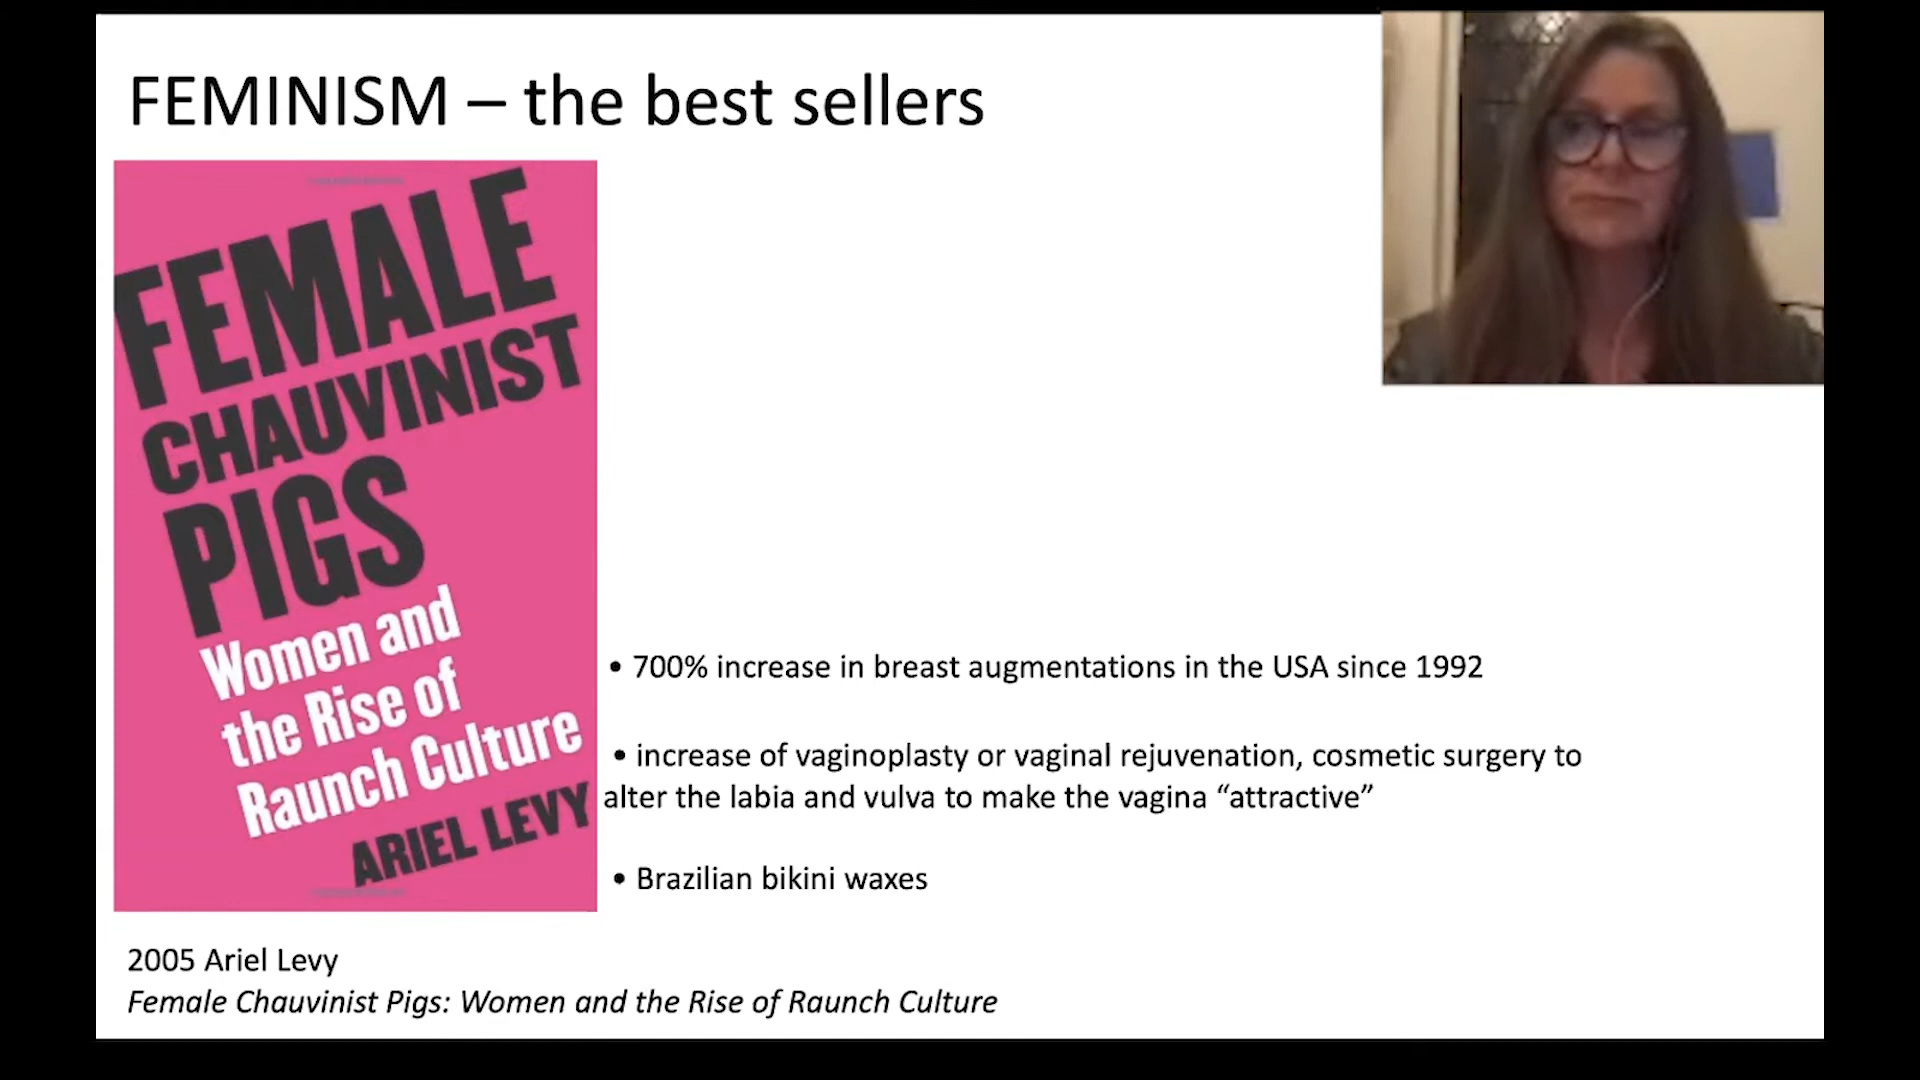 FEMINISM – the best sellers
FEMALE
CHAUVINIST
PIGS
Women and
the Rise of
Raunch Culture
ARIEL LEVY
• 700% increase in breast augmentations in the USA since 1992
• increase of vaginoplasty or vaginal rejuvenation, cosmetic surgery to
alter the labia and vulva to make the vagina “attractive”
• Brazilian bikini waxes
2005 Ariel Levy
Female Chauvinist Pigs: Women and the Rise of Raunch Culture